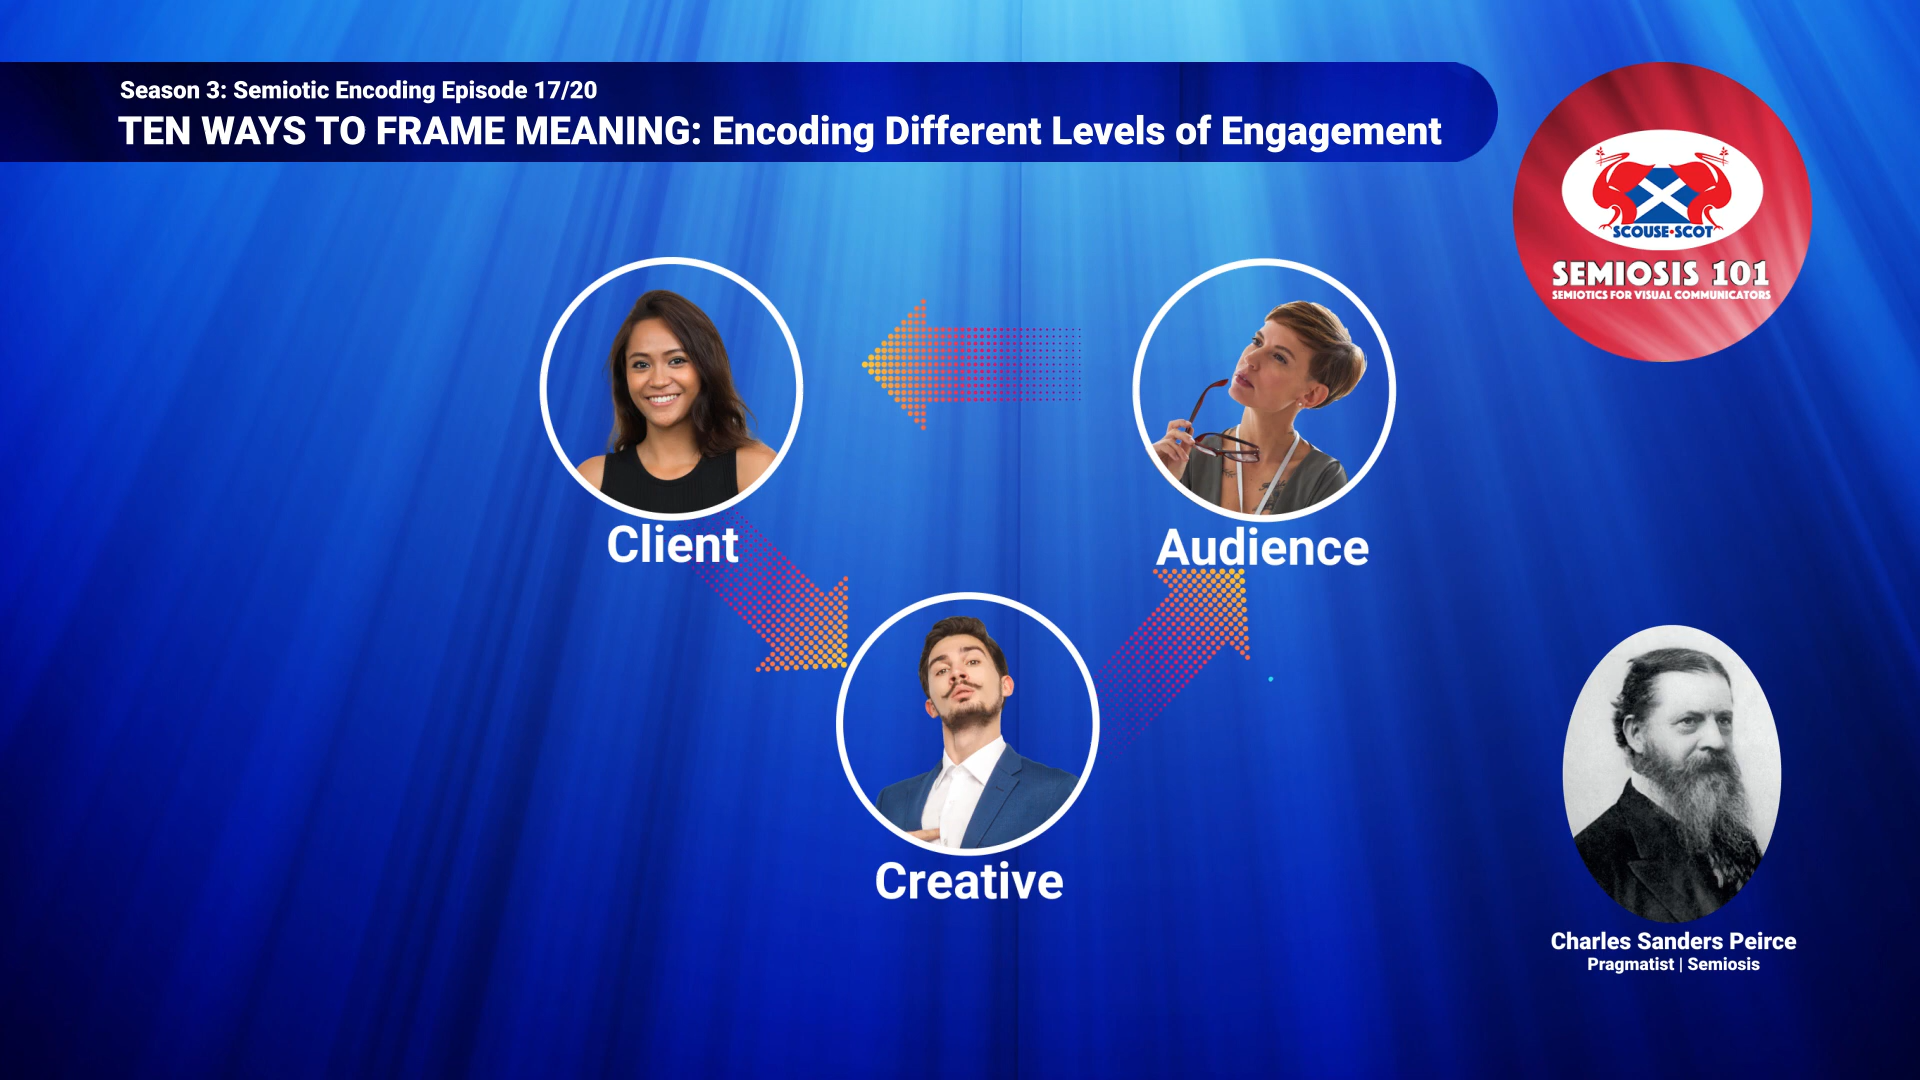 Season 3: Semiotic Encoding Episode 17/20
TEN WAYS TO FRAME MEANING: Encoding Different Levels of Engagement
SCOUSE•SCOT
SEMIOSIS 101
SEMIOTICS FOR VISUAL COMMUNICATORS
Client
Audience
Creative
Charles Sanders Peirce
Pragmatist | Semiosis